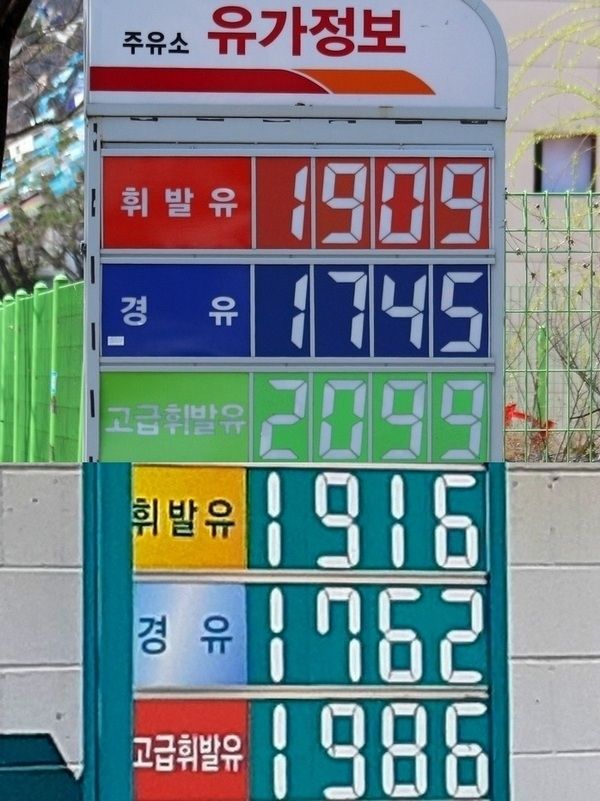 주유소 유가정보
휘발유 1909
경 유 1745
고급휘발유 2099
휘발유 1916
경 유 1762
고급휘발유 1986